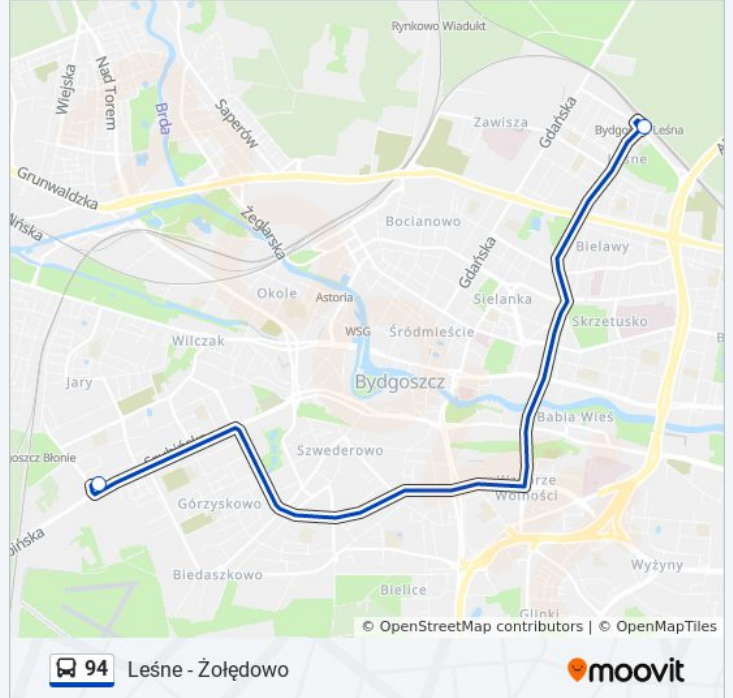 Rynkowo Wiadukt
Wiejska
Nad Torem
Brda
Saperów
Zawisza
Gdańska
Leśna
Grunwaldzka
Żeglarska
Bocianowo
Bielawy
Gdańska
Okole
Astoria
Sielanka
WSG
Śródmieście
Skrzetusko
Wilczak
Jary
Bydgoszcz
Babia Wieś
Szwederowo
Błonie
Wolności
Górzyskowo
Biedaszkowo
Bielice
Wyżyny
Glinki
© OpenStreetMap contributors | © OpenMapTiles
94 Leśne - Żołędowo
moovit